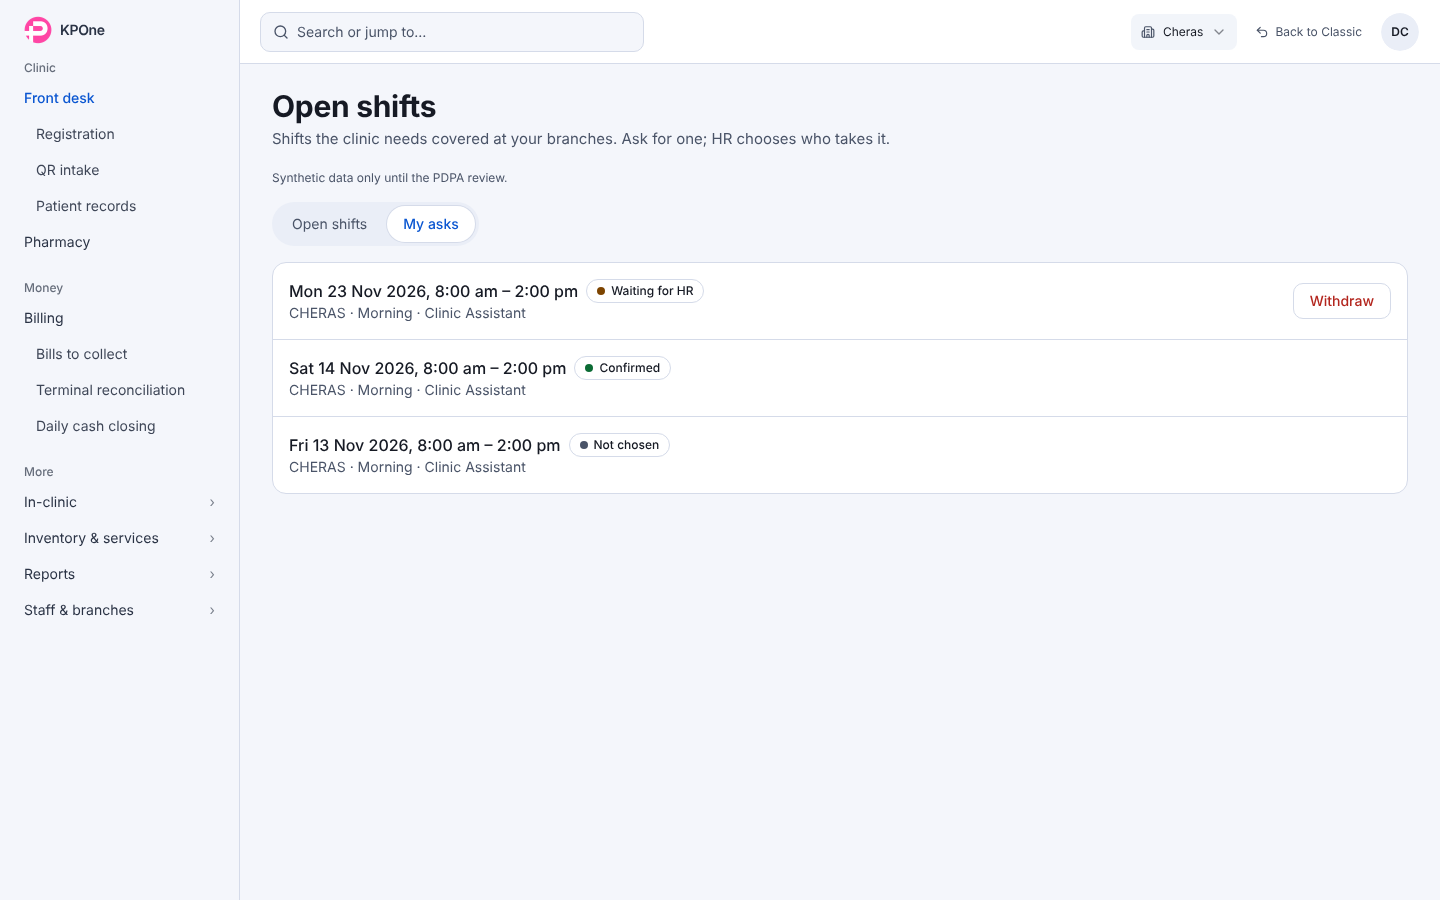 KPOne
Clinic
Front desk
Registration
QR intake
Patient records
Pharmacy
Money
Billing
Bills to collect
Terminal reconciliation
Daily cash closing
More
In-clinic
Inventory & services
Reports
Staff & branches
Search or jump to...
Cheras
Back to Classic
DC
Open shifts
Shifts the clinic needs covered at your branches. Ask for one; HR chooses who takes it.
Synthetic data only until the PDPA review.
Open shifts
My asks
Mon 23 Nov 2026, 8:00 am – 2:00 pm
Waiting for HR
CHERAS · Morning · Clinic Assistant
Withdraw
Sat 14 Nov 2026, 8:00 am – 2:00 pm
Confirmed
CHERAS · Morning · Clinic Assistant
Fri 13 Nov 2026, 8:00 am – 2:00 pm
Not chosen
CHERAS · Morning · Clinic Assistant